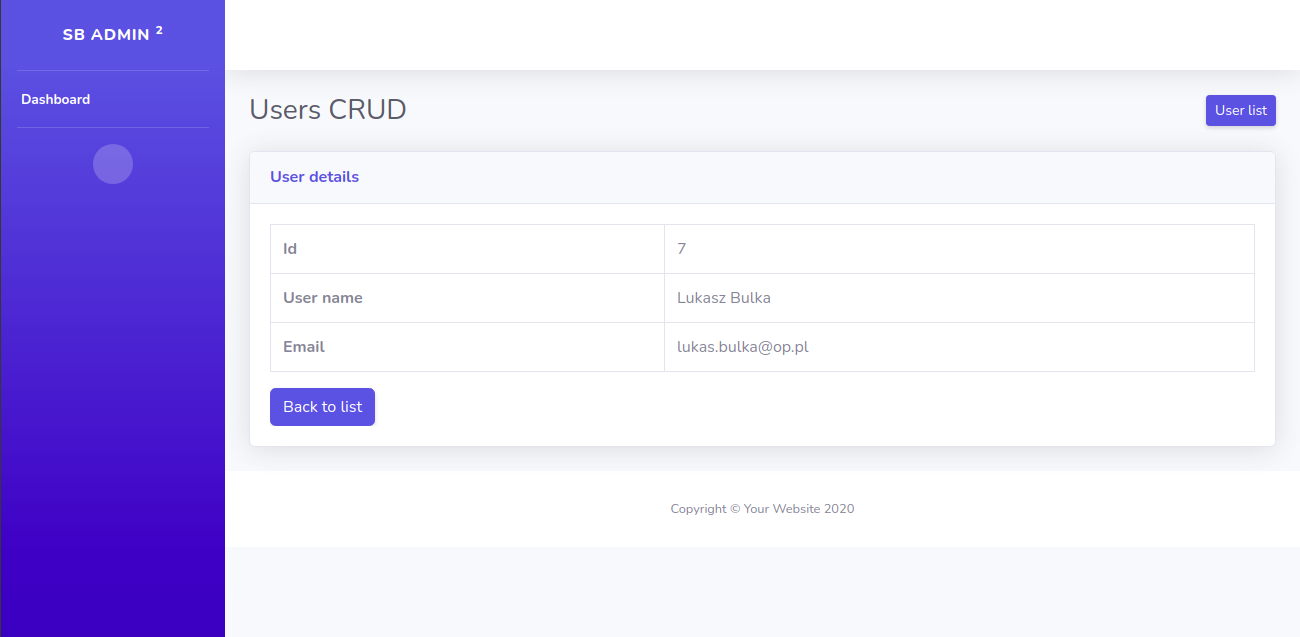 SB ADMIN 2
Dashboard
Users CRUD
User list
User details
Id 7
User name Lukasz Bulka
Email lukas.bulka@op.pl
Back to list
Copyright © Your Website 2020